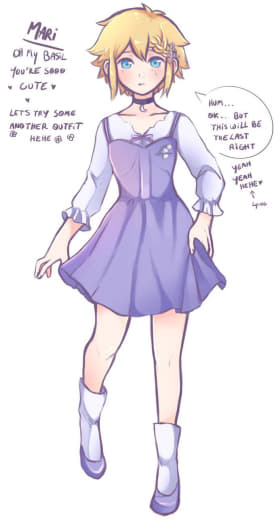 MARI
OH MY BASIL
YOU'RE SOOO
CUTE
LET'S TRY SOME
ANOTHER OUTFIT
HEHE
HUM...
OK... BUT
THIS WILL BE
THE LAST
RIGHT
YEAH
YEAH
HEHE